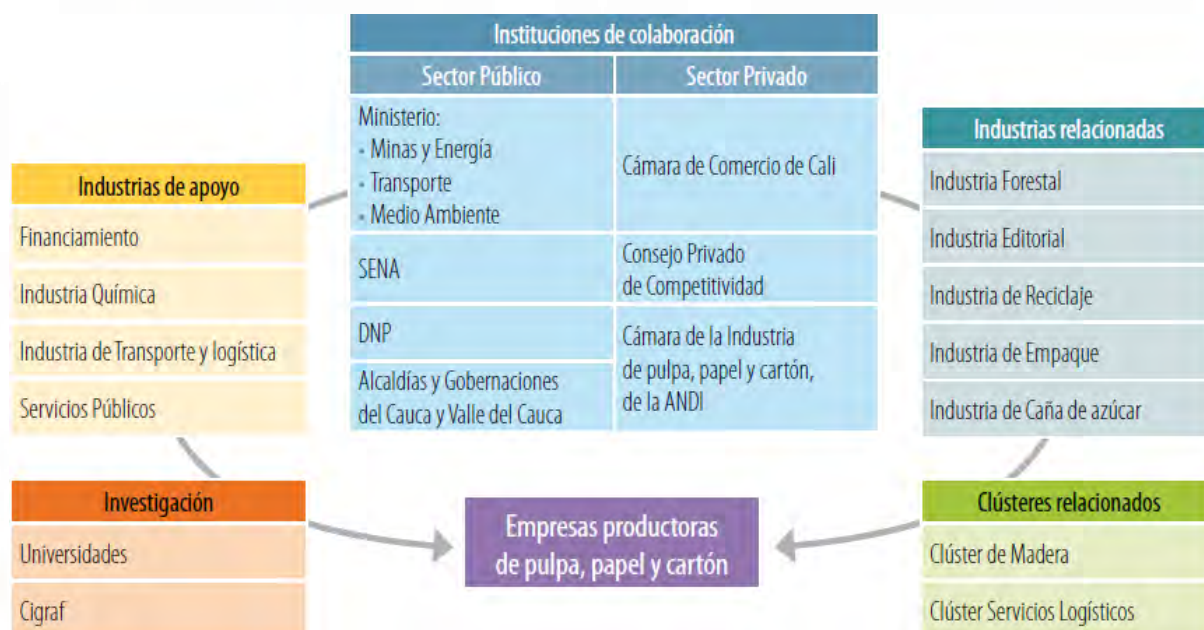 Instituciones de colaboración
Sector Público
Sector Privado
Ministerio:
- Minas y Energía
- Transporte
- Medio Ambiente
Cámara de Comercio de Cali
SENA
Consejo Privado
de Competitividad
DNP
Alcaldías y Gobernaciones
del Cauca y Valle del Cauca
Cámara de la Industria
de pulpa, papel y cartón,
de la ANDI
Industrias de apoyo
Financiamiento
Industria Química
Industria de Transporte y logística
Servicios Públicos
Industrias relacionadas
Industria Forestal
Industria Editorial
Industria de Reciclaje
Industria de Empaque
Industria de Caña de azúcar
Investigación
Universidades
Cigraf
Empresas productoras
de pulpa, papel y cartón
Clústeres relacionados
Clúster de Madera
Clúster Servicios Logísticos